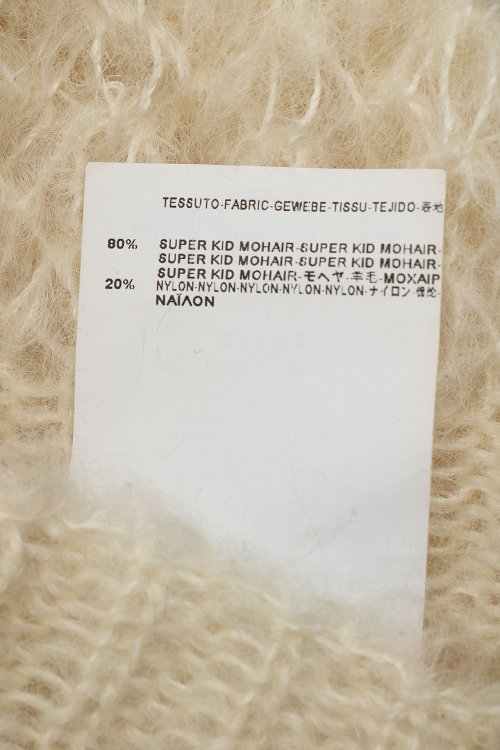 TESSUTO-FABRIC-GEWEBE-TISSU-TEJIDO-表地
80% SUPER KID MOHAIR-SUPER KID MOHAIR-
SUPER KID MOHAIR-SUPER KID MOHAIR-
SUPER KID MOHAIR-モヘヤ-羊毛-ΜΟΧΑΙΡ
20% NYLON-NYLON-NYLON-NYLON-NYLON-ナイロン-
ΝΑΪΛΟΝ